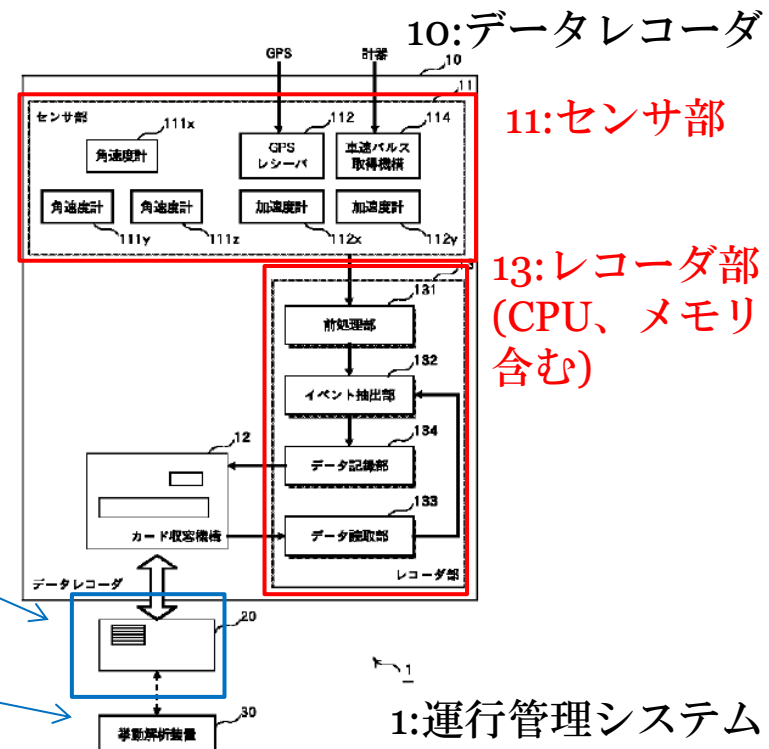 10:データレコーダ
GPS
計器
10
11
センサ部
111x
112
114
11:センサ部
角速度計
GPS
レシーバ
車速パルス
取得機構
角速度計
角速度計
加速度計
加速度計
111y
111z
112x
112y
13:レコーダ部
(CPU、メモリ
含む)
131
前処理部
132
イベント抽出部
12
134
データ記録部
133
カード収容機構
データ読取部
レコーダ部
データレコーダ
20
1
30
1:運行管理システム
挙動解析装置